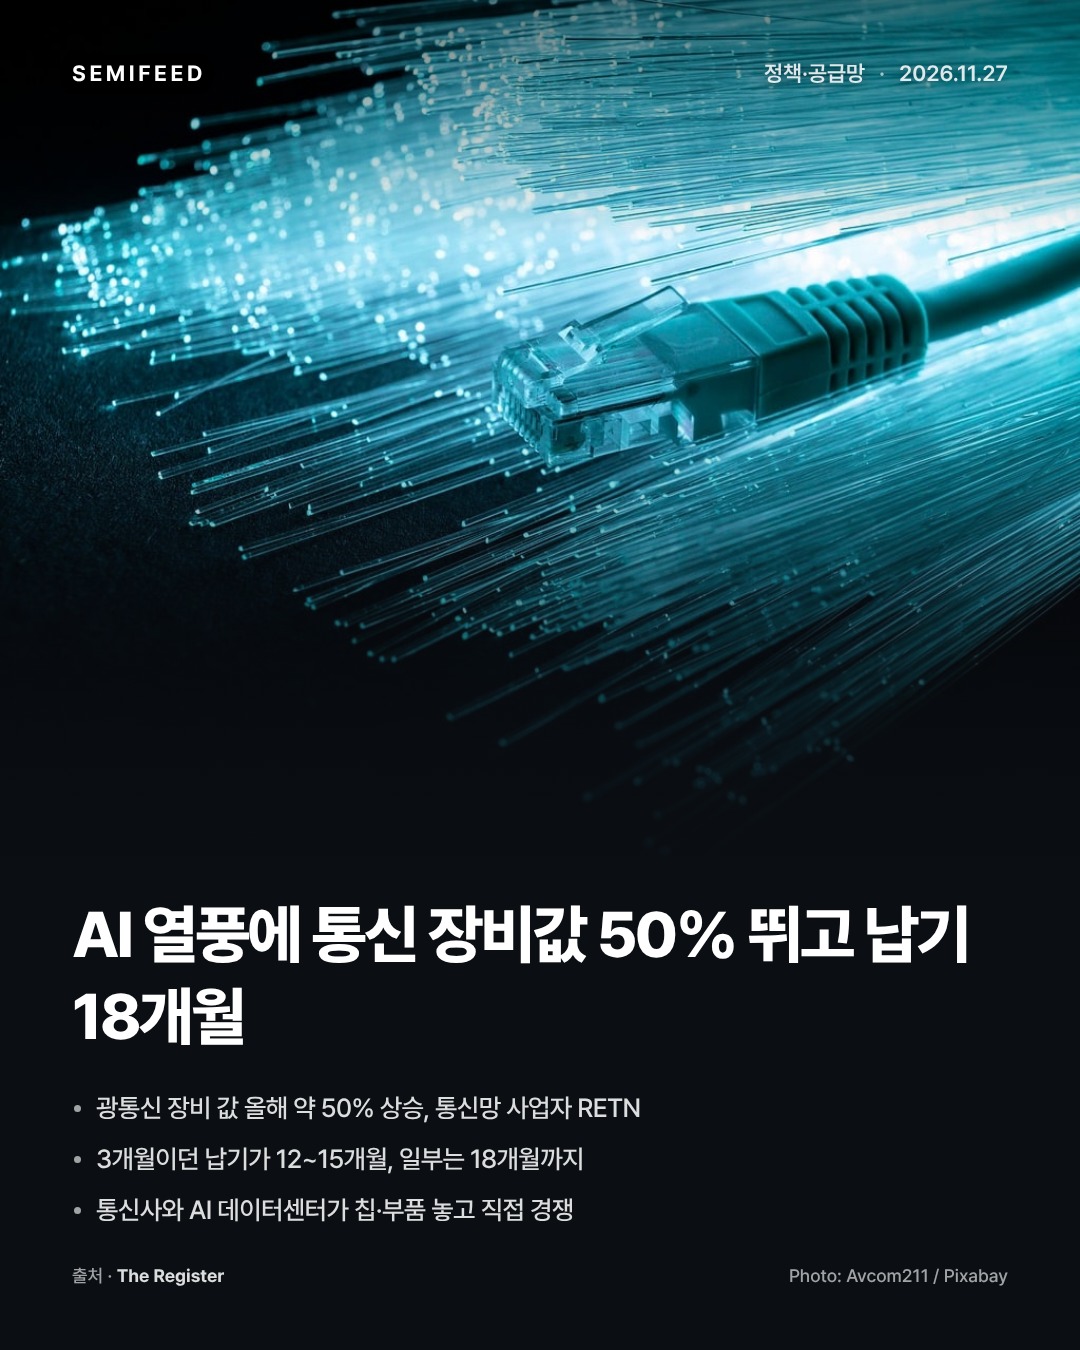 SEMIFEED
정책·공급망 · 2026.11.27
AI 열풍에 통신 장비값 50% 뛰고 납기
18개월
• 광통신 장비 값 올해 약 50% 상승, 통신망 사업자 RETN
• 3개월이던 납기가 12~15개월, 일부는 18개월까지
• 통신사와 AI 데이터센터가 칩·부품 놓고 직접 경쟁
출처 · The Register
Photo: Avcom211 / Pixabay